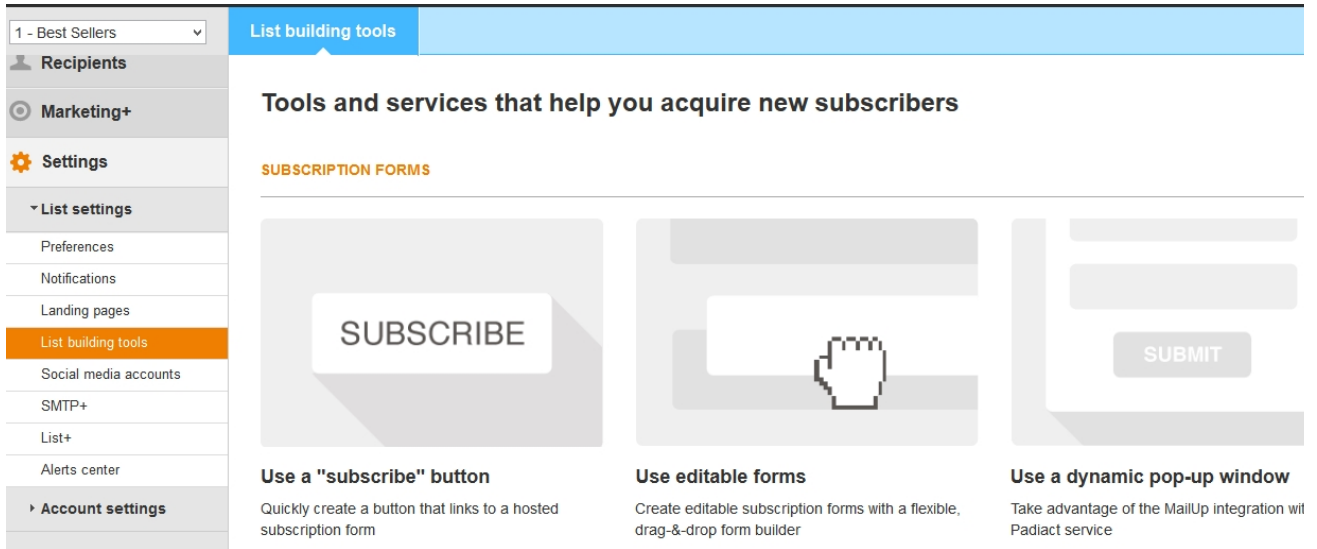 1 - Best Sellers
List building tools
Recipients
Marketing+
Settings
List settings
Preferences
Notifications
Landing pages
List building tools
Social media accounts
SMTP+
List+
Alerts center
Account settings
Tools and services that help you acquire new subscribers
SUBSCRIPTION FORMS
SUBSCRIBE
Use a "subscribe" button
Quickly create a button that links to a hosted
subscription form
Use editable forms
Create editable subscription forms with a flexible,
drag-&-drop form builder
SUBMIT
Use a dynamic pop-up window
Take advantage of the MailUp integration
Padiact service